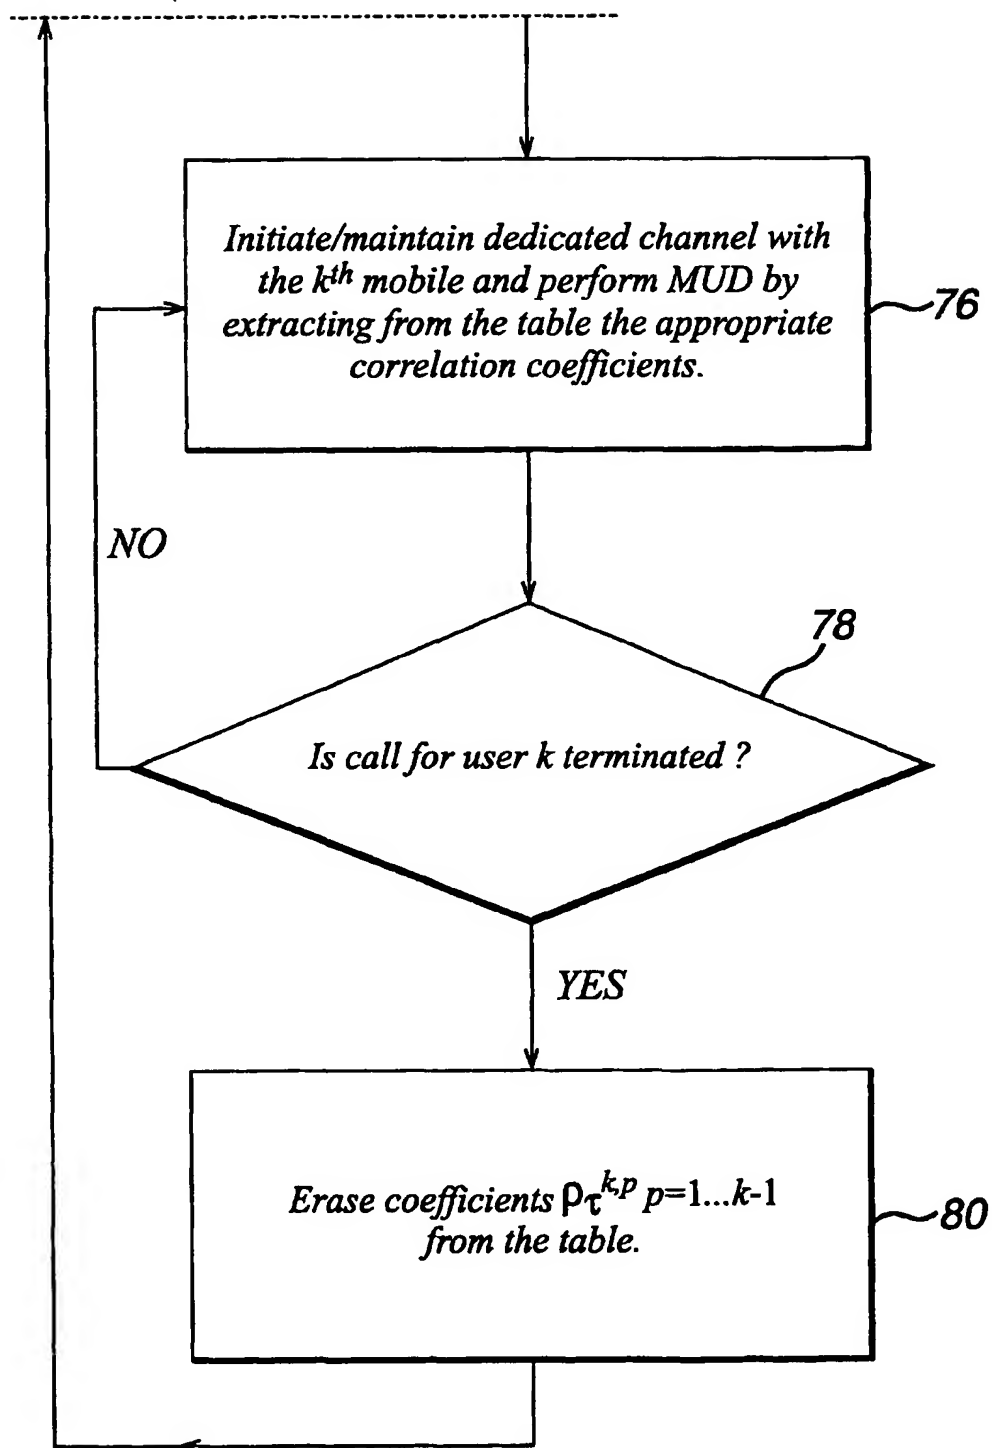 Initiate/maintain dedicated channel with
the kth mobile and perform MUD by
extracting from the table the appropriate
correlation coefficients.
76
NO
78
Is call for user k terminated ?
YES
Erase coefficients ρτ^k,p p=1...k-1
from the table.
80